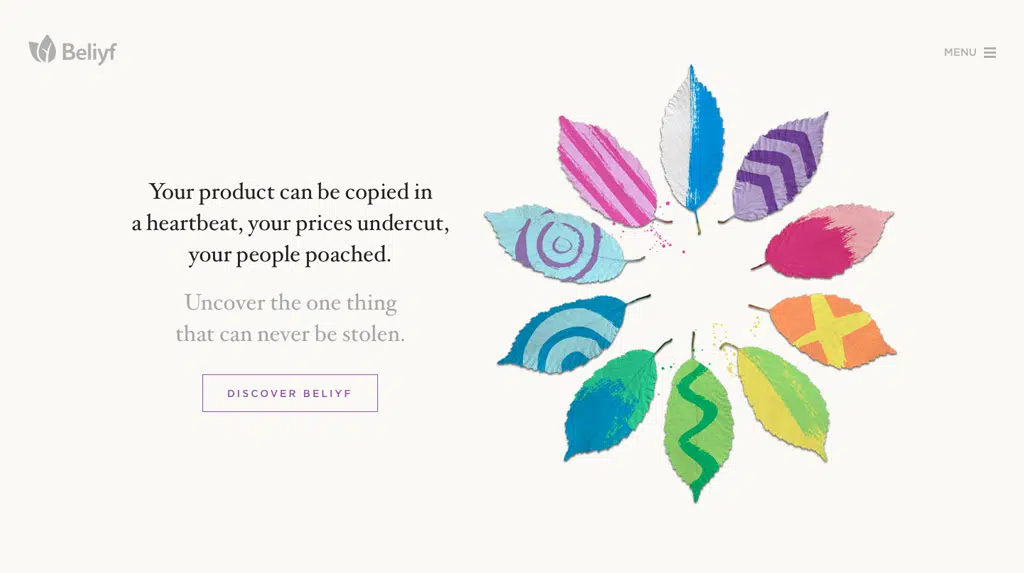 Beliyf
MENU
Your product can be copied in
a heartbeat, your prices undercut,
your people poached.
Uncover the one thing
that can never be stolen.
DISCOVER BELIYF